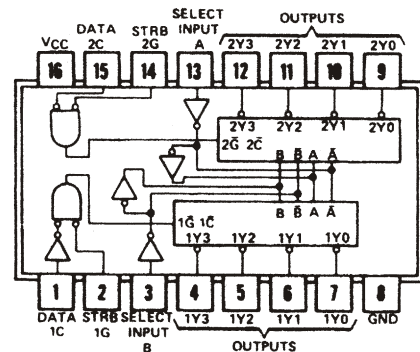 SELECT
DATA STRB INPUT OUTPUTS
VCC 2C 2G A 2Y3 2Y2 2Y1 2Y0
16 15 14 13 12 11 10 9
2Y3 2Y2 2Y1 2Y0
2G̅ 2C̅
B B̅ A A̅
B B̅ A A̅
1G̅ 1C̅
1Y3 1Y2 1Y1 1Y0
1 2 3 4 5 6 7 8
DATA STRB SELECT 1Y3 1Y2 1Y1 1Y0 GND
1C 1G INPUT OUTPUTS
B